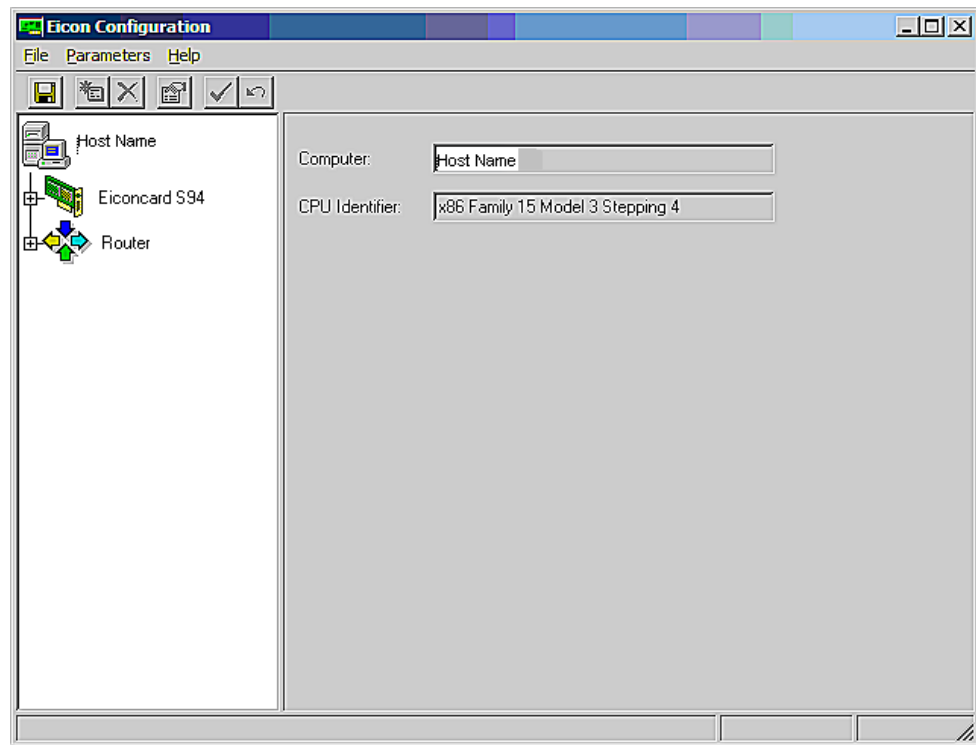 Eicon Configuration
File Parameters Help
Host Name
Eiconcard S94
Router
Computer: Host Name
CPU Identifier: x86 Family 15 Model 3 Stepping 4